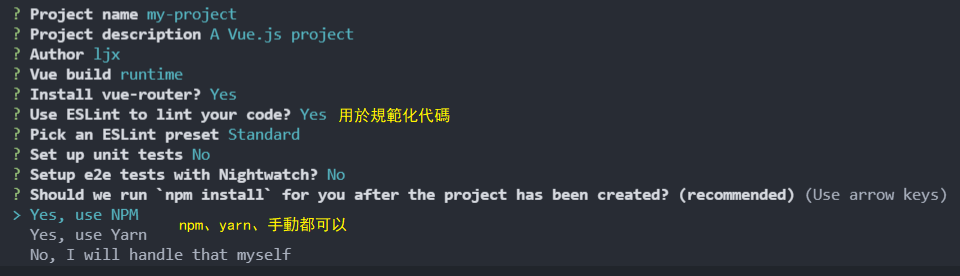 ? Project name my-project
? Project description A Vue.js project
? Author ljx
? Vue build runtime
? Install vue-router? Yes
? Use ESLint to lint your code? Yes 用於規範化代碼
? Pick an ESLint preset Standard
? Set up unit tests No
? Setup e2e tests with Nightwatch? No
? Should we run `npm install` for you after the project has been created? (recommended) (Use arrow keys)
> Yes, use NPM
npm、yarn、手動都可以
Yes, use Yarn
No, I will handle that myself